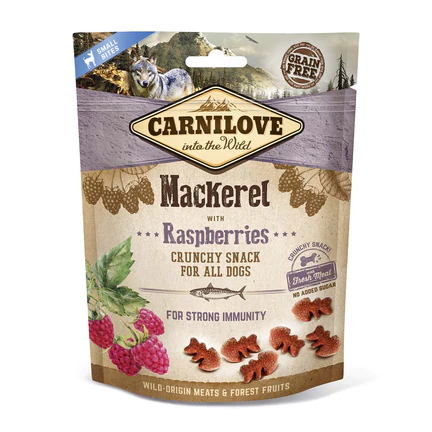 SMALL
BITES
GRAIN
FREE
CARNILOVE
into the Wild
Mackerel
WITH
Raspberries
CRUNCHY SNACK
FOR ALL DOGS
CRUNCHY SNACK!
WITH
Fresh Meat
NO ADDED SUGAR
FOR STRONG IMMUNITY
WILD-ORIGIN MEATS & FOREST FRUITS